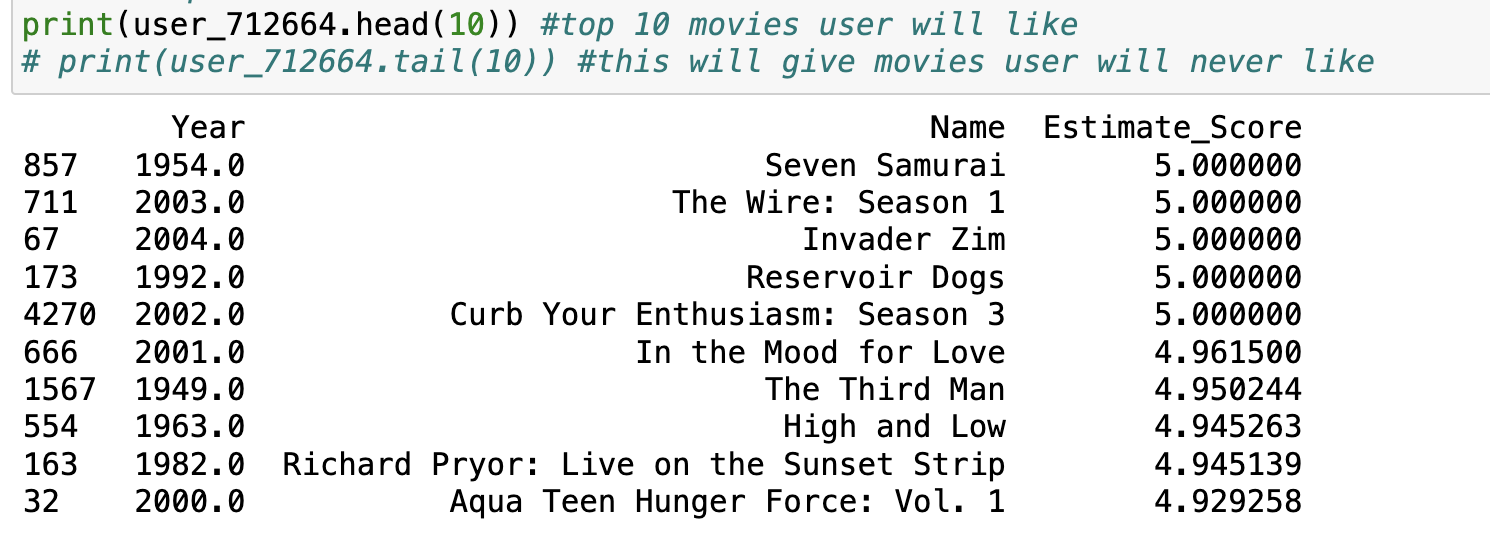 print(user_712664.head(10)) #top 10 movies user will like
# print(user_712664.tail(10)) #this will give movies user will never like
Year Name Estimate_Score
857 1954.0 Seven Samurai 5.000000
711 2003.0 The Wire: Season 1 5.000000
67 2004.0 Invader Zim 5.000000
173 1992.0 Reservoir Dogs 5.000000
4270 2002.0 Curb Your Enthusiasm: Season 3 5.000000
666 2001.0 In the Mood for Love 4.961500
1567 1949.0 The Third Man 4.950244
554 1963.0 High and Low 4.945263
163 1982.0 Richard Pryor: Live on the Sunset Strip 4.945139
32 2000.0 Aqua Teen Hunger Force: Vol. 1 4.929258